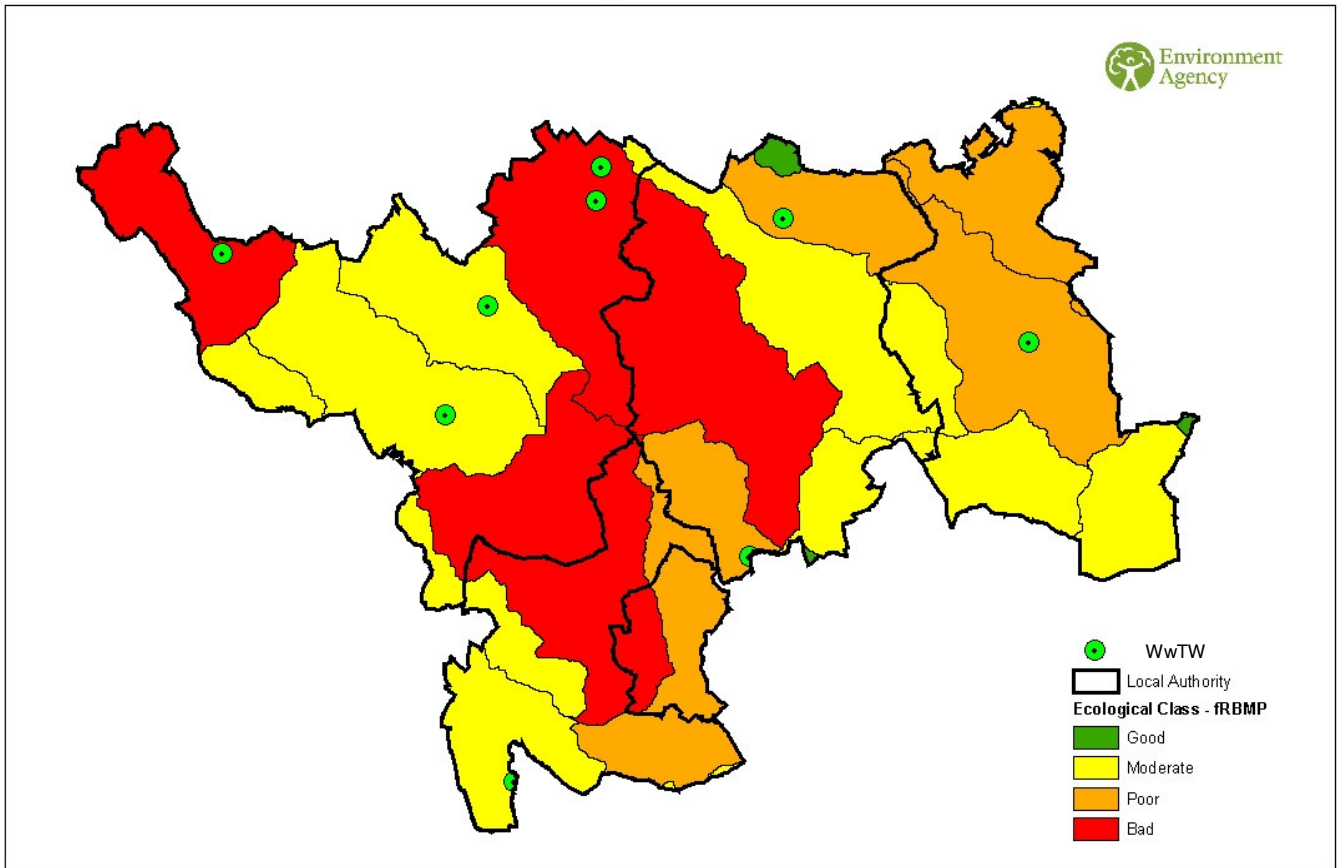 Environment
Agency
WwTW
Local Authority
Ecological Class - fRBMP
Good
Moderate
Poor
Bad